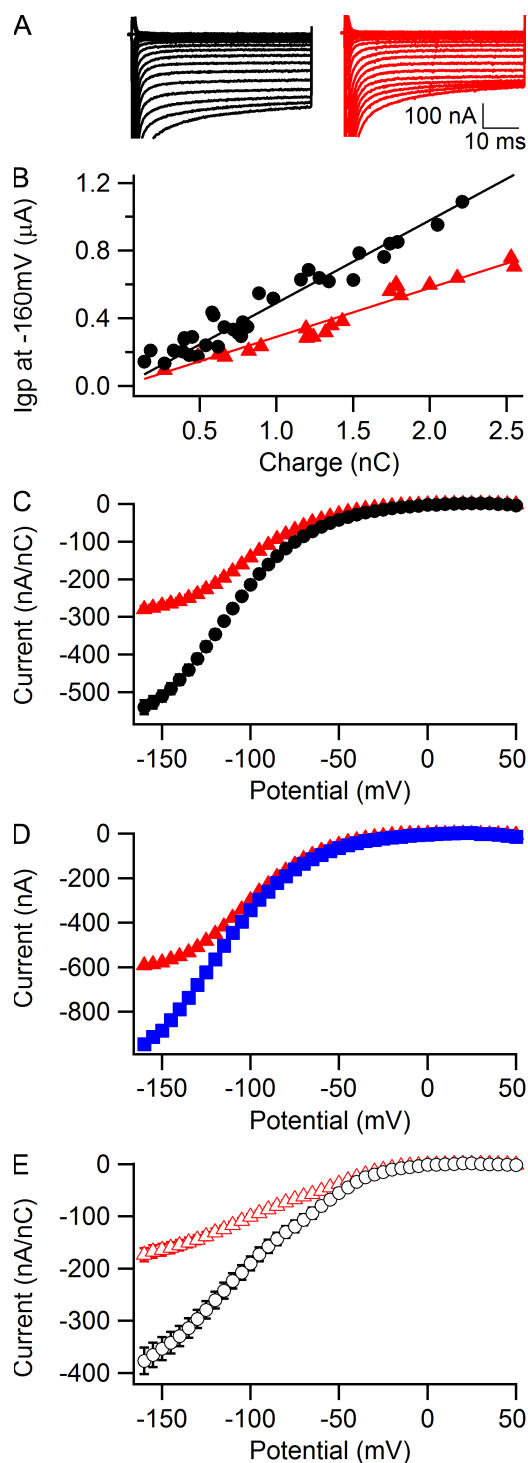 A
100 nA
10 ms
B
1.2
0.8
0.4
0.0
Igp at -160mV (µA)
0.5 1.0 1.5 2.0 2.5
Charge (nC)
C
0
-100
-200
-300
-400
-500
Current (nA/nC)
-150 -100 -50 0 50
Potential (mV)
D
0
-200
-400
-600
-800
Current (nA)
-150 -100 -50 0 50
Potential (mV)
E
0
-100
-200
-300
-400
Current (nA/nC)
-150 -100 -50 0 50
Potential (mV)